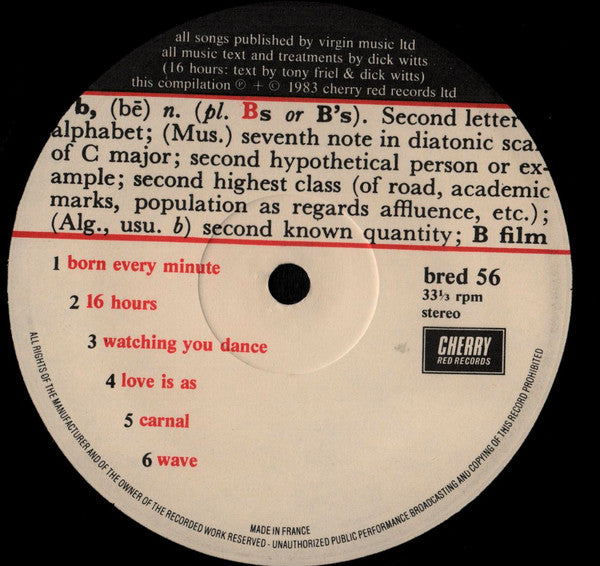 all songs published by virgin music ltd
all music text and treatments by dick witts
(16 hours: text by tony friel & dick witts)
this compilation ℗ + © 1983 cherry red records ltd
b, (bē) n. (pl. Bs or B's). Second letter
alphabet; (Mus.) seventh note in diatonic sca
of C major; second hypothetical person or ex-
ample; second highest class (of road, academic
marks, population as regards affluence, etc.);
(Alg., usu. b) second known quantity; B film
1 born every minute
2 16 hours
3 watching you dance
4 love is as
5 carnal
6 wave
bred 56
33⅓ rpm
stereo
CHERRY
RED RECORDS
MADE IN FRANCE
ALL RIGHTS OF THE MANUFACTURER AND OF THE OWNER OF THE RECORDED WORK RESERVED - UNAUTHORIZED PUBLIC PERFORMANCE BROADCASTING AND COPYING OF THIS RECORD PROHIBITED